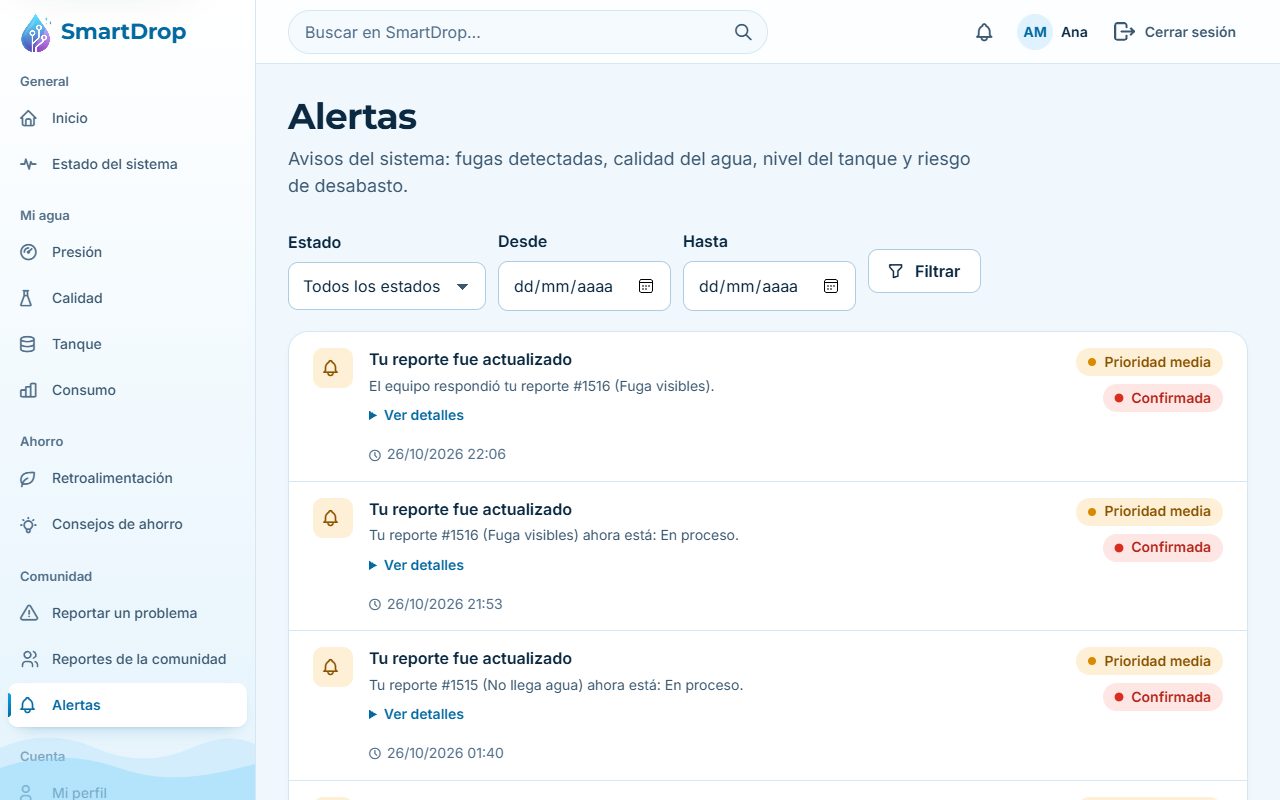 SmartDrop
Buscar en SmartDrop...
AM Ana
Cerrar sesión
General
Inicio
Estado del sistema
Mi agua
Presión
Calidad
Tanque
Consumo
Ahorro
Retroalimentación
Consejos de ahorro
Comunidad
Reportar un problema
Reportes de la comunidad
Alertas
Cuenta
Mi perfil
Alertas
Avisos del sistema: fugas detectadas, calidad del agua, nivel del tanque y riesgo
de desabasto.
Estado
Todos los estados
Desde
dd/mm/aaaa
Hasta
dd/mm/aaaa
Filtrar
Tu reporte fue actualizado
El equipo respondió tu reporte #1516 (Fuga visibles).
Ver detalles
26/10/2026 22:06
Prioridad media
Confirmada
Tu reporte fue actualizado
Tu reporte #1516 (Fuga visibles) ahora está: En proceso.
Ver detalles
26/10/2026 21:53
Prioridad media
Confirmada
Tu reporte fue actualizado
Tu reporte #1515 (No llega agua) ahora está: En proceso.
Ver detalles
26/10/2026 01:40
Prioridad media
Confirmada